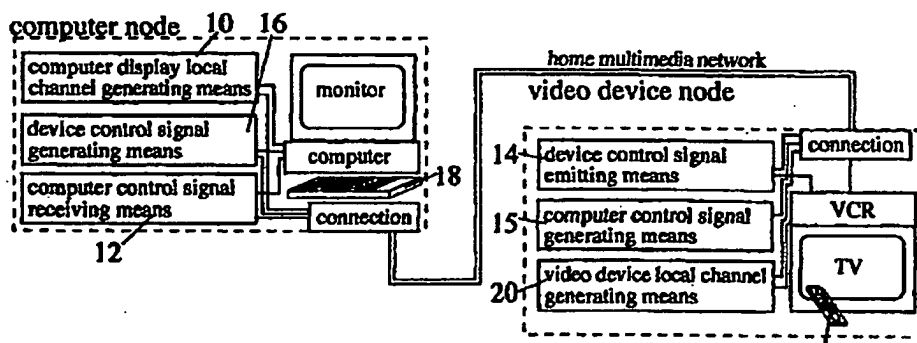 computer node
10
16
computer display local
channel generating means
monitor
device control signal
generating means
computer
18
computer control signal
receiving means
connection
12
home multimedia network
video device node
connection
14
device control signal
emitting means
15
computer control signal
generating means
VCR
TV
20
video device local channel
generating means